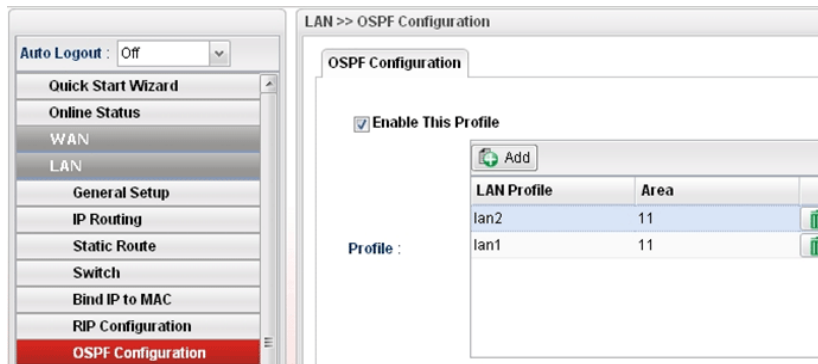 Auto Logout : Off
Quick Start Wizard
Online Status
WAN
LAN
General Setup
IP Routing
Static Route
Switch
Bind IP to MAC
RIP Configuration
OSPF Configuration
LAN >> OSPF Configuration
OSPF Configuration
Enable This Profile
Add
LAN Profile Area
lan2 11
Profile :
lan1 11